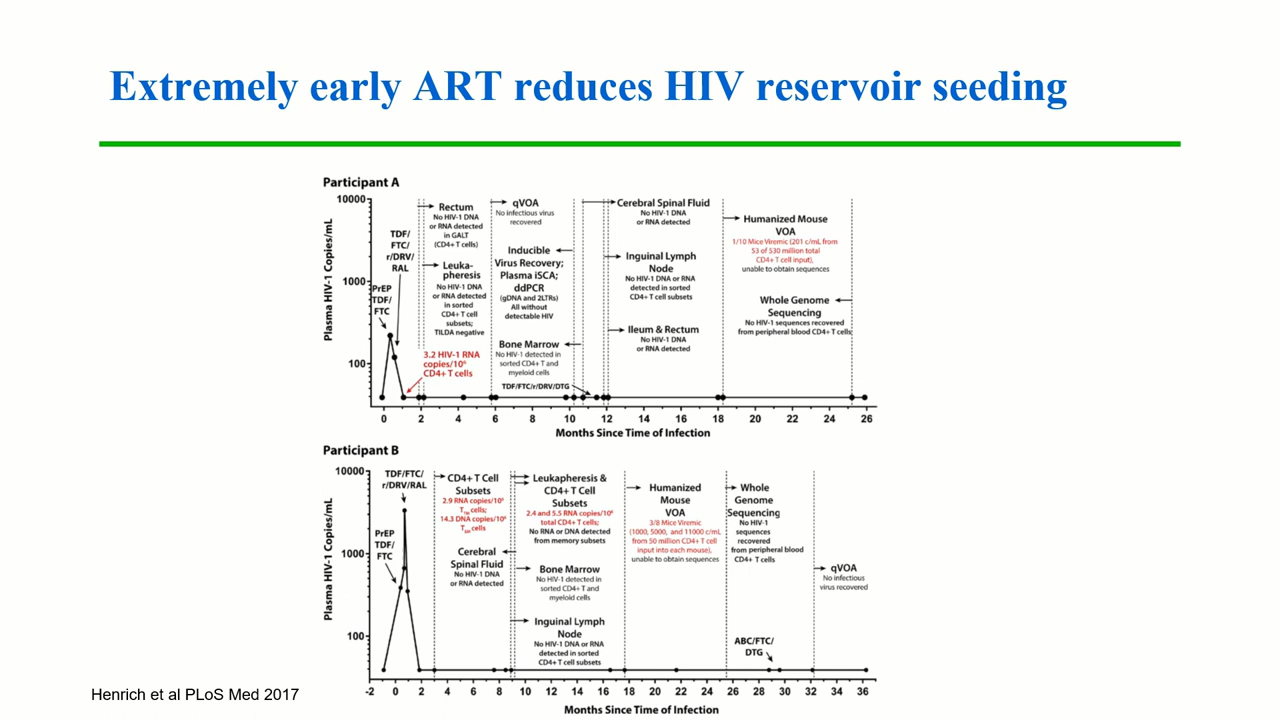 Extremely early ART reduces HIV reservoir seeding
Participant A
10000
1000
100
Plasma HIV-1 Copies/mL
PrEP
TDF/
FTC
TDF/
FTC/
r/DRV/
RAL
3.2 HIV-1 RNA
copies/10⁶
CD4+ T cells
Rectum
No HIV-1 DNA
or RNA detected
in GALT
(CD4+ T cells)
Leuka-
pheresis
No HIV-1 DNA
or RNA detected
in sorted
CD4+ T cell
subsets;
TILDA negative
qVOA
No infectious virus
recovered
Inducible
Virus Recovery;
Plasma iSCA;
ddPCR
(gDNA and 2LTRs)
All without
detectable HIV
Bone Marrow
No HIV-1 detected in
sorted CD4+ T and
myeloid cells
TDF/FTC/r/DRV/DTG
Cerebral Spinal Fluid
No HIV-1 DNA
or RNA detected
Inguinal Lymph
Node
No HIV-1 DNA or RNA
detected in sorted
CD4+ T cell subsets
Ileum & Rectum
No HIV-1 DNA
or RNA detected
Humanized Mouse
VOA
1/10 Mice Viremic (201 c/mL from
53 of 530 million total
CD4+ T cell input),
unable to obtain sequences
Whole Genome
Sequencing
No HIV-1 sequences recovered
from peripheral blood CD4+ T cells
0 2 4 6 8 10 12 14 16 18 20 22 24 26
Months Since Time of Infection
Participant B
10000
1000
100
Plasma HIV-1 Copies/mL
PrEP
TDF/
FTC
TDF/FTC/
r/DRV/RAL
CD4+ T Cell
Subsets
2.9 RNA copies/10⁶
cells;
14.3 DNA copies/10⁶
cells
Cerebral
Spinal Fluid
No HIV-1 DNA
or RNA detected
Leukapheresis &
CD4+ T Cell
Subsets
2.4 and 5.5 RNA copies/10⁶
total CD4+ T cells;
No RNA or DNA detected
from memory subsets
Bone Marrow
No HIV-1 detected in
sorted CD4+ T and
myeloid cells
Inguinal Lymph
Node
No HIV-1 DNA or RNA
detected in sorted
CD4+ T cell subsets
Humanized
Mouse
VOA
3/8 Mice Viremic
(1000, 5000, and 11000 c/mL
from 50 million CD4+ T cell
input into each mouse),
unable to obtain sequences
Whole
Genome
Sequencing
No HIV-1
sequences
recovered
from peripheral blood
CD4+ T cells
ABC/FTC/
DTG
qVOA
No infectious
virus recovered
-2 0 2 4 6 8 10 12 14 16 18 20 22 24 26 28 30 32 34 36
Months Since Time of Infection
Henrich et al PLoS Med 2017